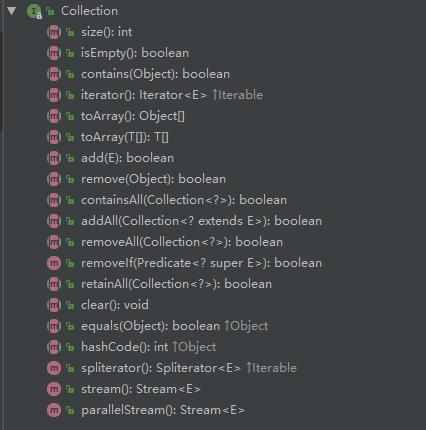 Collection
size(): int
isEmpty(): boolean
contains(Object): boolean
iterator(): Iterator<E> ↑Iterable
toArray(): Object[]
toArray(T[]): T[]
add(E): boolean
remove(Object): boolean
containsAll(Collection<?>): boolean
addAll(Collection<? extends E>): boolean
removeAll(Collection<?>): boolean
removeIf(Predicate<? super E>): boolean
retainAll(Collection<?>): boolean
clear(): void
equals(Object): boolean ↑Object
hashCode(): int ↑Object
spliterator(): Spliterator<E> ↑Iterable
stream(): Stream<E>
parallelStream(): Stream<E>